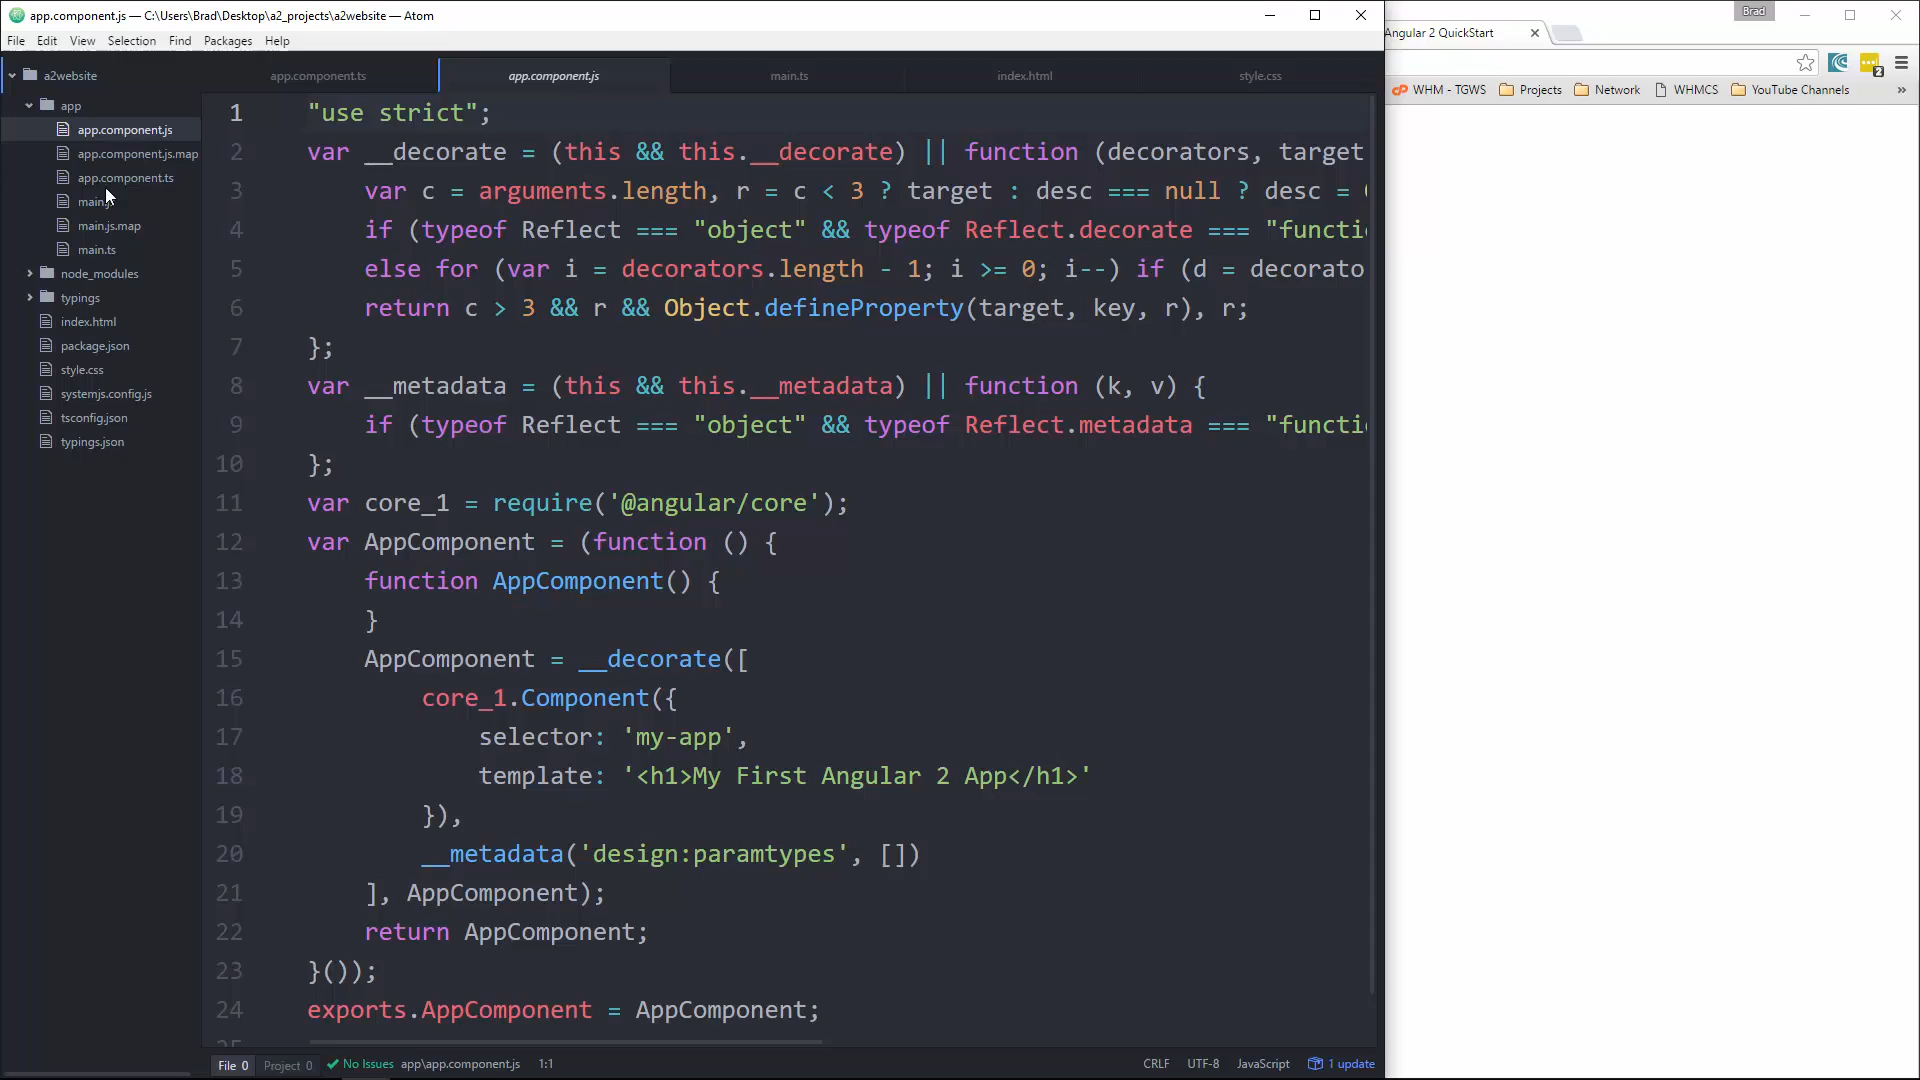 app.component.js — C:\Users\Brad\Desktop\a2_projects\a2website — Atom
File Edit View Selection Find Packages Help
a2website
app
app.component.js
app.component.js.map
app.component.ts
main.js
main.js.map
main.ts
node_modules
typings
index.html
package.json
style.css
systemjs.config.js
tsconfig.json
typings.json
app.component.ts app.component.js main.ts index.html style.css
1 "use strict";
2 var __decorate = (this && this.__decorate) || function (decorators, target
3 var c = arguments.length, r = c < 3 ? target : desc === null ? desc =
4 if (typeof Reflect === "object" && typeof Reflect.decorate === "functi
5 else for (var i = decorators.length - 1; i >= 0; i--) if (d = decorato
6 return c > 3 && r && Object.defineProperty(target, key, r), r;
7 };
8 var __metadata = (this && this.__metadata) || function (k, v) {
9 if (typeof Reflect === "object" && typeof Reflect.metadata === "functi
10 };
11 var core_1 = require('@angular/core');
12 var AppComponent = (function () {
13 function AppComponent() {
14 }
15 AppComponent = __decorate([
16 core_1.Component({
17 selector: 'my-app',
18 template: '<h1>My First Angular 2 App</h1>'
19 }),
20 __metadata('design:paramtypes', [])
21 ], AppComponent);
22 return AppComponent;
23 }());
24 exports.AppComponent = AppComponent;
25
File 0 Project 0 No Issues app\app.component.js 1:1 CRLF UTF-8 JavaScript 1 update
Brad
Angular 2 QuickStart
2
WHM - TGWS Projects Network WHMCS YouTube Channels »